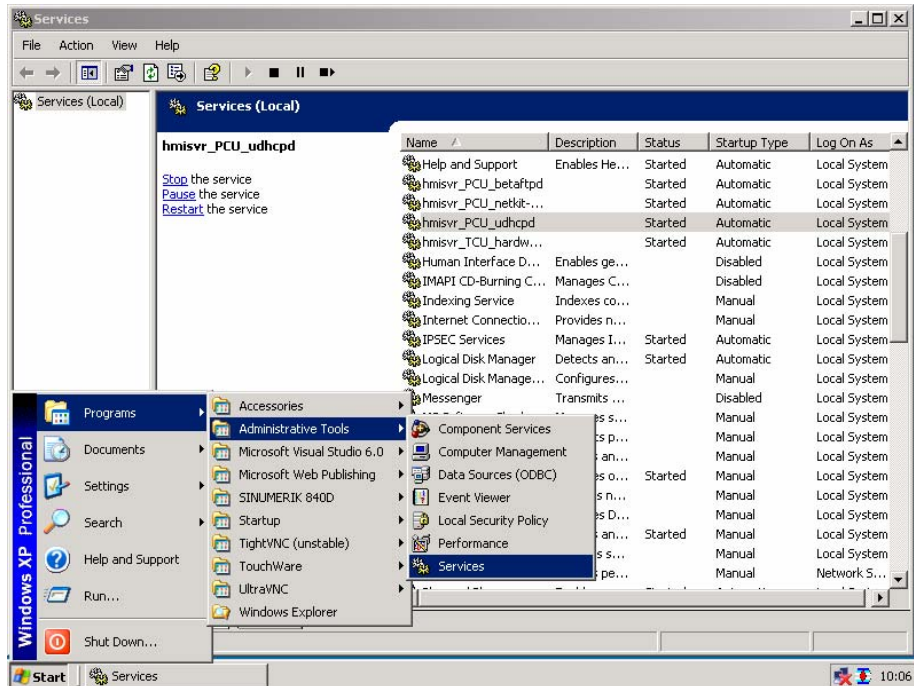 Services
File Action View Help
Services (Local)
Services (Local)
hmisvr_PCU_udhcpd
Stop the service
Pause the service
Restart the service
Name Description Status Startup Type Log On As
Help and Support Enables He... Started Automatic Local System
hmisvr_PCU_betaftpd Started Automatic Local System
hmisvr_PCU_netkit-... Started Automatic Local System
hmisvr_PCU_udhcpd Started Automatic Local System
hmisvr_TCU_hardw... Started Automatic Local System
Human Interface D... Enables ge... Disabled Local System
IMAPI CD-Burning C... Manages C... Disabled Local System
Indexing Service Indexes co... Manual Local System
Internet Connectio... Provides n... Manual Local System
IPSEC Services Manages I... Started Automatic Local System
Logical Disk Manager Detects an... Started Automatic Local System
Logical Disk Manage... Configures... Manual Local System
Messenger Transmits ... Disabled Local System
s s... Manual Local System
s p... Manual Local System
an... Manual Local System
s o... Started Manual Local System
s n... Manual Local System
es D... Manual Local System
an... Started Manual Local System
s s... Manual Local System
pe... Manual Network S...
Windows XP Professional
Programs
Documents
Settings
Search
Help and Support
Run...
Shut Down...
Accessories
Administrative Tools
Microsoft Visual Studio 6.0
Microsoft Web Publishing
SINUMERIK 840D
Startup
TightVNC (unstable)
TouchWare
UltraVNC
Windows Explorer
Component Services
Computer Management
Data Sources (ODBC)
Event Viewer
Local Security Policy
Performance
Services
Start
Services
10:06